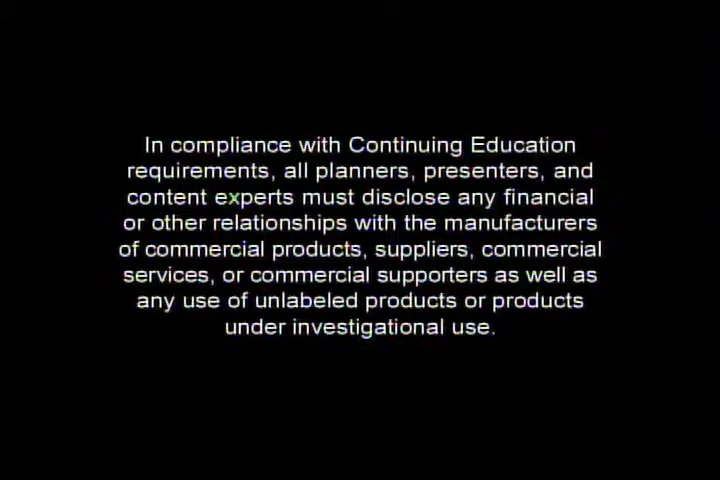 In compliance with Continuing Education
requirements, all planners, presenters, and
content experts must disclose any financial
or other relationships with the manufacturers
of commercial products, suppliers, commercial
services, or commercial supporters as well as
any use of unlabeled products or products
under investigational use.